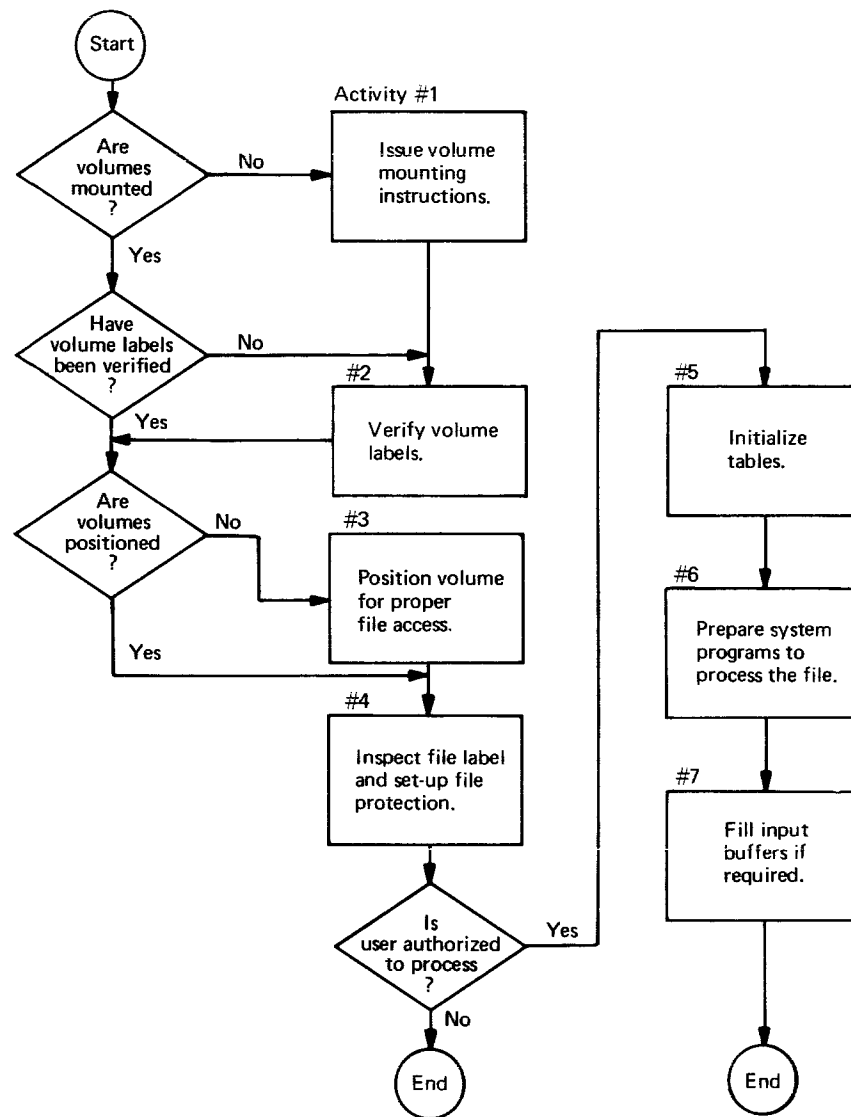 Start
Activity #1
Are
volumes
mounted
?
No
Issue volume
mounting
instructions.
Yes
Have
volume labels
been verified
?
No
#2
Verify volume
labels.
Yes
Are
volumes
positioned
?
No
#3
Position volume
for proper
file access.
Yes
#4
Inspect file label
and set-up file
protection.
Is
user authorized
to process
?
Yes
No
End
#5
Initialize
tables.
#6
Prepare system
programs to
process the file.
#7
Fill input
buffers if
required.
End